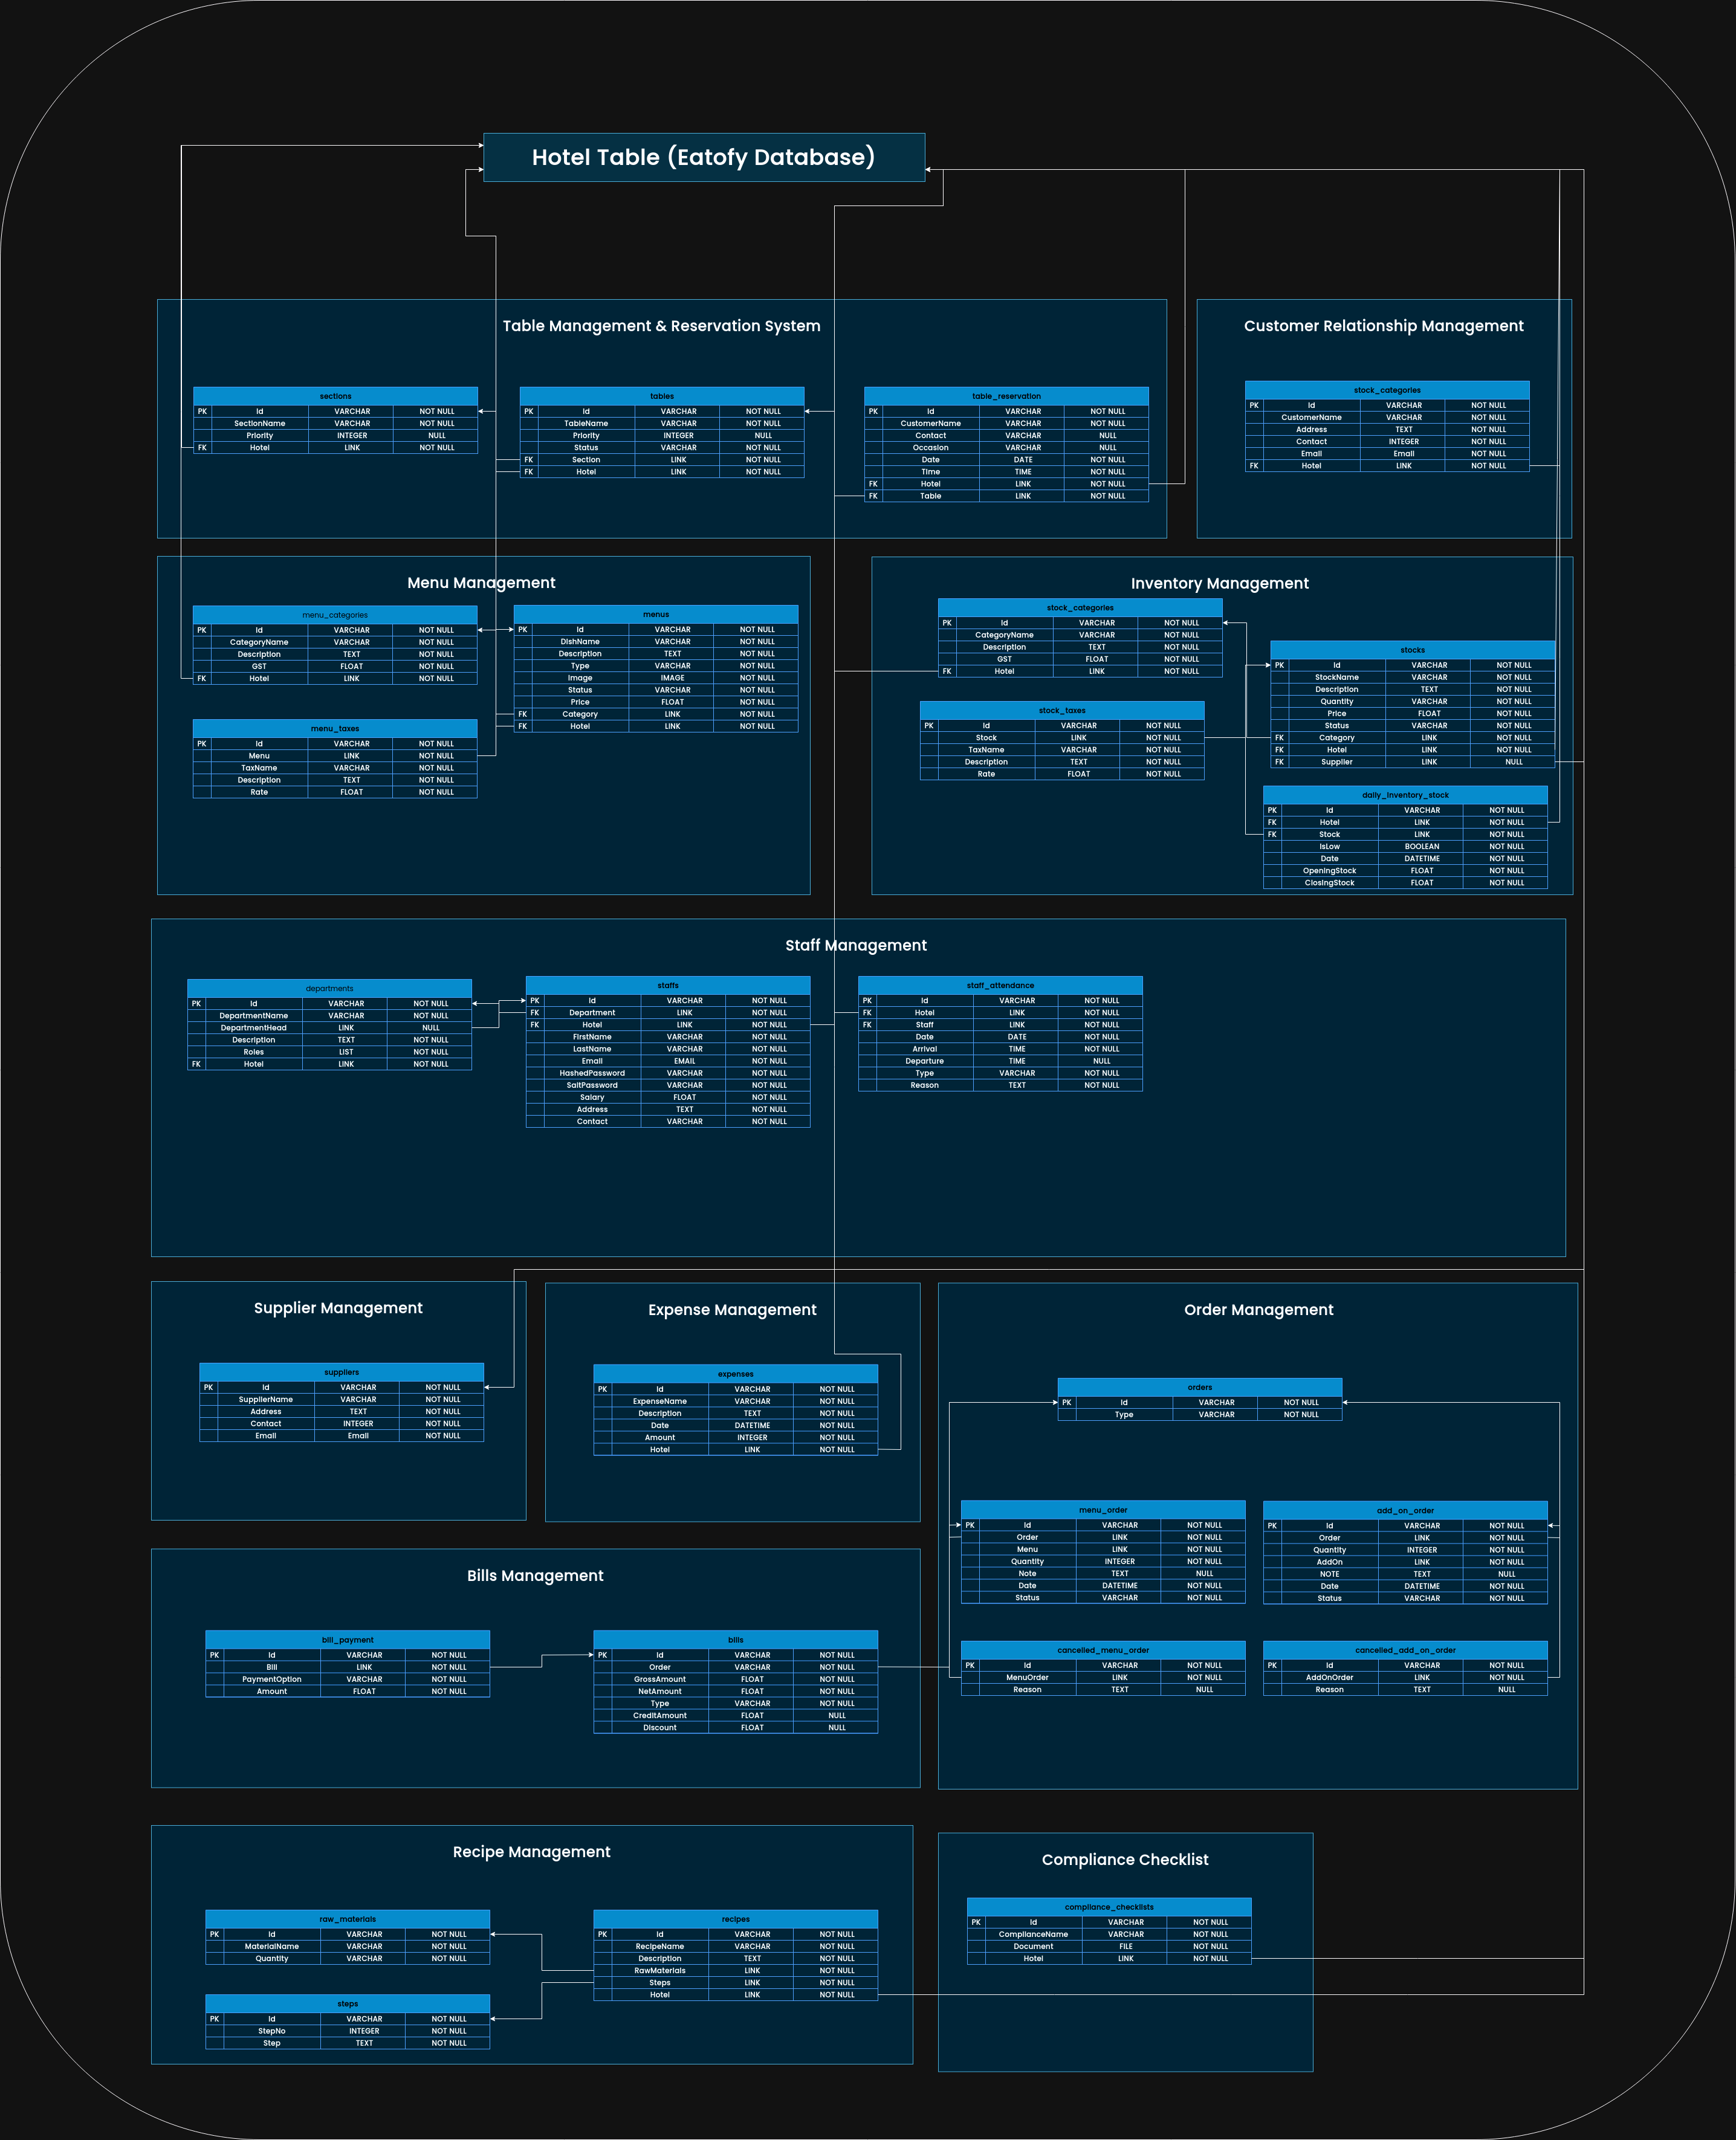 Hotel Table (Eatofy Database)
Table Management & Reservation System
sections
PK Id VARCHAR NOT NULL
SectionName VARCHAR NOT NULL
Priority INTEGER NULL
FK Hotel LINK NOT NULL
tables
PK Id VARCHAR NOT NULL
TableName VARCHAR NOT NULL
Priority INTEGER NULL
Status VARCHAR NOT NULL
FK Section LINK NOT NULL
FK Hotel LINK NOT NULL
table_reservation
PK Id VARCHAR NOT NULL
CustomerName VARCHAR NOT NULL
Contact VARCHAR NULL
Occasion VARCHAR NULL
Date DATE NOT NULL
Time TIME NOT NULL
FK Hotel LINK NOT NULL
FK Table LINK NOT NULL
Customer Relationship Management
stock_categories
PK Id VARCHAR NOT NULL
CustomerName VARCHAR NOT NULL
Address TEXT NOT NULL
Contact INTEGER NOT NULL
Email Email NOT NULL
FK Hotel LINK NOT NULL
Menu Management
menu_categories
PK Id VARCHAR NOT NULL
CategoryName VARCHAR NOT NULL
Description TEXT NOT NULL
GST FLOAT NOT NULL
FK Hotel LINK NOT NULL
menus
PK Id VARCHAR NOT NULL
DishName VARCHAR NOT NULL
Description TEXT NOT NULL
Type VARCHAR NOT NULL
Image IMAGE NOT NULL
Status VARCHAR NOT NULL
Price FLOAT NOT NULL
FK Category LINK NOT NULL
FK Hotel LINK NOT NULL
menu_taxes
PK Id VARCHAR NOT NULL
Menu LINK NOT NULL
TaxName VARCHAR NOT NULL
Description TEXT NOT NULL
Rate FLOAT NOT NULL
Inventory Management
stock_categories
PK Id VARCHAR NOT NULL
CategoryName VARCHAR NOT NULL
Description TEXT NOT NULL
GST FLOAT NOT NULL
FK Hotel LINK NOT NULL
stocks
PK Id VARCHAR NOT NULL
StockName VARCHAR NOT NULL
Description TEXT NOT NULL
Quantity VARCHAR NOT NULL
Price FLOAT NOT NULL
Status VARCHAR NOT NULL
FK Category LINK NOT NULL
FK Hotel LINK NOT NULL
FK Supplier LINK NULL
stock_taxes
PK Id VARCHAR NOT NULL
Stock LINK NOT NULL
TaxName VARCHAR NOT NULL
Description TEXT NOT NULL
Rate FLOAT NOT NULL
daily_inventory_stock
PK Id VARCHAR NOT NULL
FK Hotel LINK NOT NULL
FK Stock LINK NOT NULL
IsLow BOOLEAN NOT NULL
Date DATETIME NOT NULL
OpeningStock FLOAT NOT NULL
ClosingStock FLOAT NOT NULL
Staff Management
departments
PK Id VARCHAR NOT NULL
DepartmentName VARCHAR NOT NULL
DepartmentHead LINK NULL
Description TEXT NOT NULL
Roles LIST NOT NULL
FK Hotel LINK NOT NULL
staffs
PK Id VARCHAR NOT NULL
FK Department LINK NOT NULL
FK Hotel LINK NOT NULL
FirstName VARCHAR NOT NULL
LastName VARCHAR NOT NULL
Email EMAIL NOT NULL
HashedPassword VARCHAR NOT NULL
SaltPassword VARCHAR NOT NULL
Salary FLOAT NOT NULL
Address TEXT NOT NULL
Contact VARCHAR NOT NULL
staff_attendance
PK Id VARCHAR NOT NULL
FK Hotel LINK NOT NULL
FK Staff LINK NOT NULL
Date DATE NOT NULL
Arrival TIME NOT NULL
Departure TIME NULL
Type VARCHAR NOT NULL
Reason TEXT NOT NULL
Supplier Management
suppliers
PK Id VARCHAR NOT NULL
SupplierName VARCHAR NOT NULL
Address TEXT NOT NULL
Contact INTEGER NOT NULL
Email Email NOT NULL
Expense Management
expenses
PK Id VARCHAR NOT NULL
ExpenseName VARCHAR NOT NULL
Description TEXT NOT NULL
Date DATETIME NOT NULL
Amount INTEGER NOT NULL
Hotel LINK NOT NULL
Order Management
orders
PK Id VARCHAR NOT NULL
Type VARCHAR NOT NULL
menu_order
PK Id VARCHAR NOT NULL
Order LINK NOT NULL
Menu LINK NOT NULL
Quantity INTEGER NOT NULL
Note TEXT NULL
Date DATETIME NOT NULL
Status VARCHAR NOT NULL
add_on_order
PK Id VARCHAR NOT NULL
Order LINK NOT NULL
Quantity INTEGER NOT NULL
AddOn LINK NOT NULL
NOTE TEXT NULL
Date DATETIME NOT NULL
Status VARCHAR NOT NULL
cancelled_menu_order
PK Id VARCHAR NOT NULL
MenuOrder LINK NOT NULL
Reason TEXT NULL
cancelled_add_on_order
PK Id VARCHAR NOT NULL
AddOnOrder LINK NOT NULL
Reason TEXT NULL
Bills Management
bill_payment
PK Id VARCHAR NOT NULL
Bill LINK NOT NULL
PaymentOption VARCHAR NOT NULL
Amount FLOAT NOT NULL
bills
PK Id VARCHAR NOT NULL
Order VARCHAR NOT NULL
GrossAmount FLOAT NOT NULL
NetAmount FLOAT NOT NULL
Type VARCHAR NOT NULL
CreditAmount FLOAT NULL
Discount FLOAT NULL
Recipe Management
raw_materials
PK Id VARCHAR NOT NULL
MaterialName VARCHAR NOT NULL
Quantity VARCHAR NOT NULL
recipes
PK Id VARCHAR NOT NULL
RecipeName VARCHAR NOT NULL
Description TEXT NOT NULL
RawMaterials LINK NOT NULL
Steps LINK NOT NULL
Hotel LINK NOT NULL
steps
PK Id VARCHAR NOT NULL
StepNo INTEGER NOT NULL
Step TEXT NOT NULL
Compliance Checklist
compliance_checklists
PK Id VARCHAR NOT NULL
ComplianceName VARCHAR NOT NULL
Document FILE NOT NULL
Hotel LINK NOT NULL